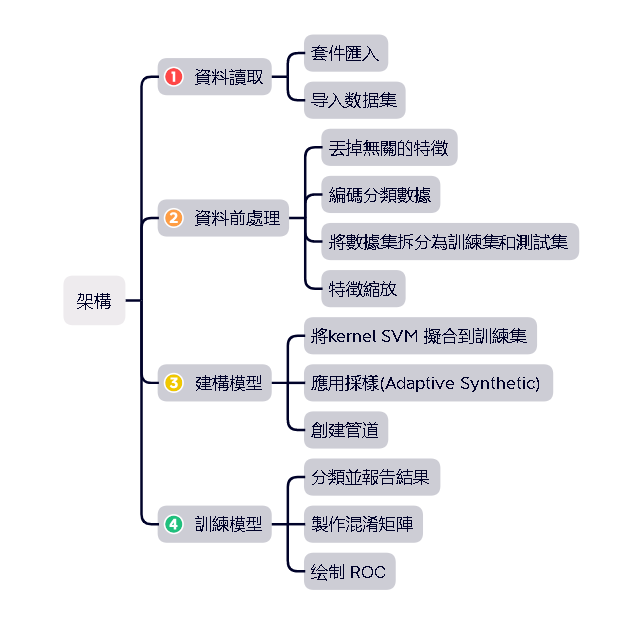 架構
1 資料讀取
套件匯入
导入数据集
2 資料前處理
丟掉無關的特徵
編碼分類數據
將數據集拆分為訓練集和測試集
特徵縮放
3 建構模型
將kernel SVM 擬合到訓練集
應用採樣(Adaptive Synthetic)
創建管道
4 訓練模型
分類並報告結果
製作混淆矩陣
绘制 ROC